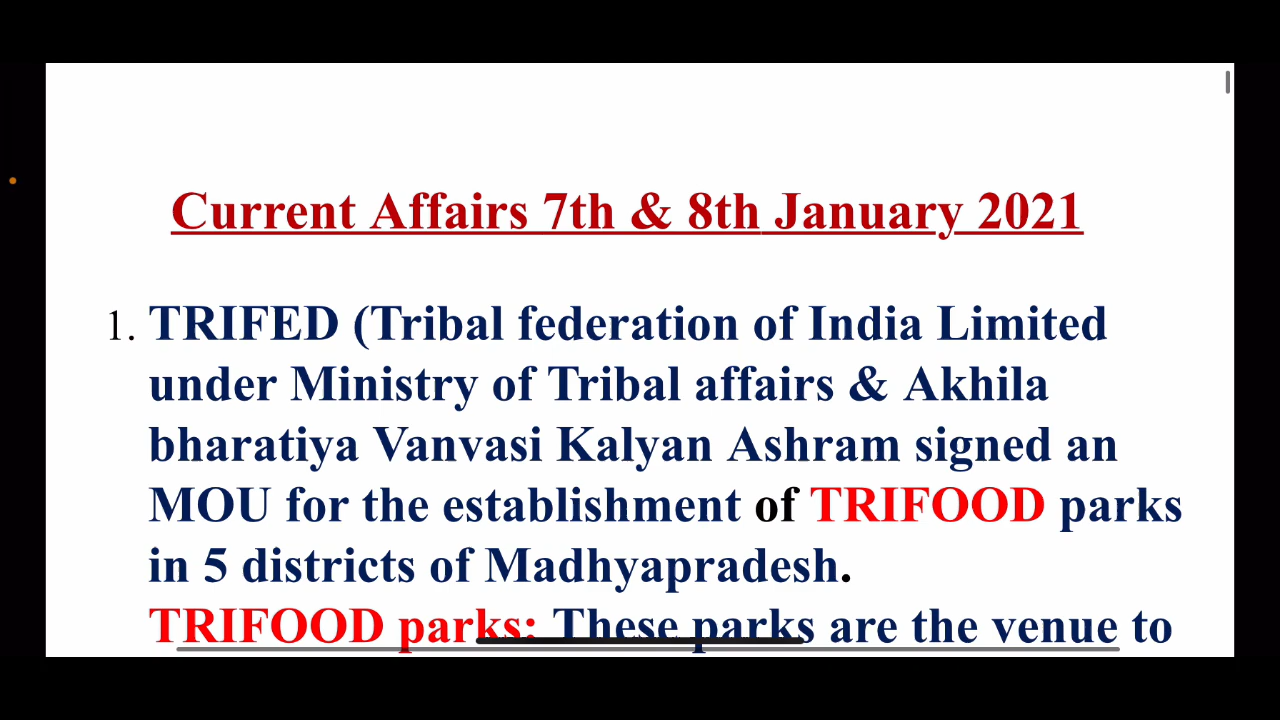 Current Affairs 7th & 8th January 2021
1. TRIFED (Tribal federation of India Limited
under Ministry of Tribal affairs & Akhila
bharatiya Vanvasi Kalyan Ashram signed an
MOU for the establishment of TRIFOOD parks
in 5 districts of Madhyapradesh.
TRIFOOD parks: These parks are the venue to